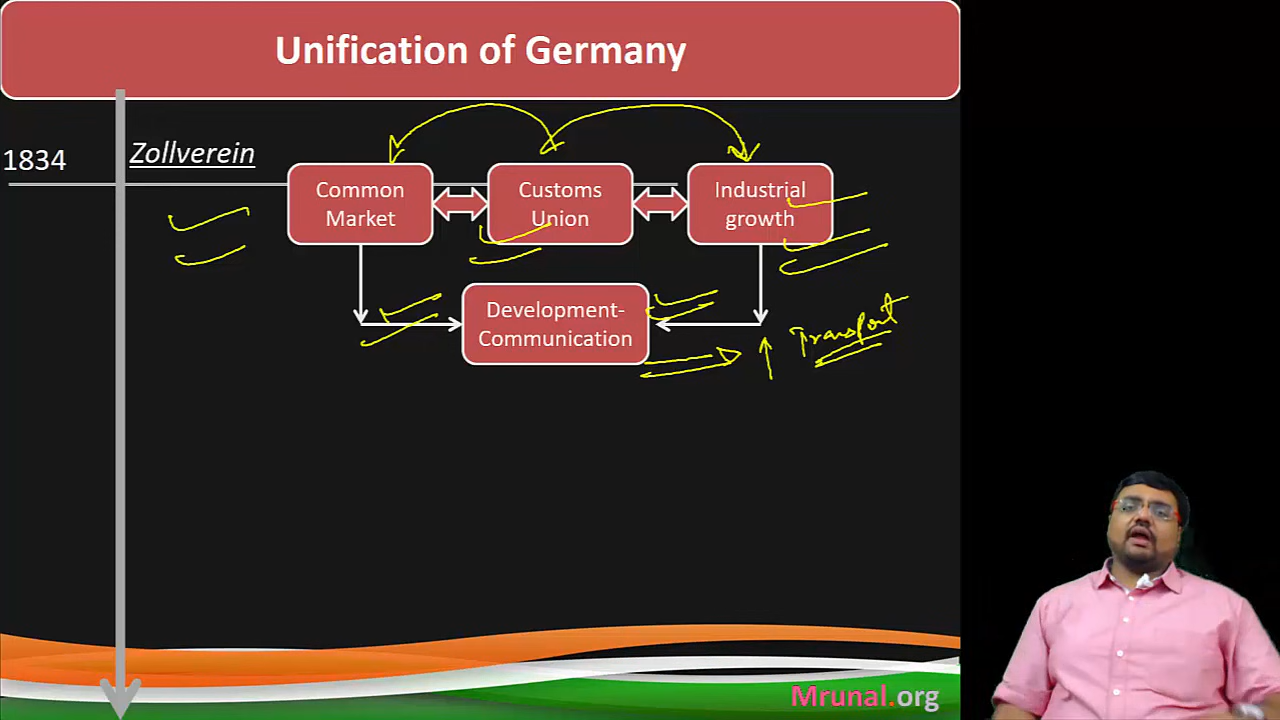 Unification of Germany
1834
Zollverein
Common
Market
Customs
Union
Industrial
growth
Development-
Communication
Transport
Mrunal.org